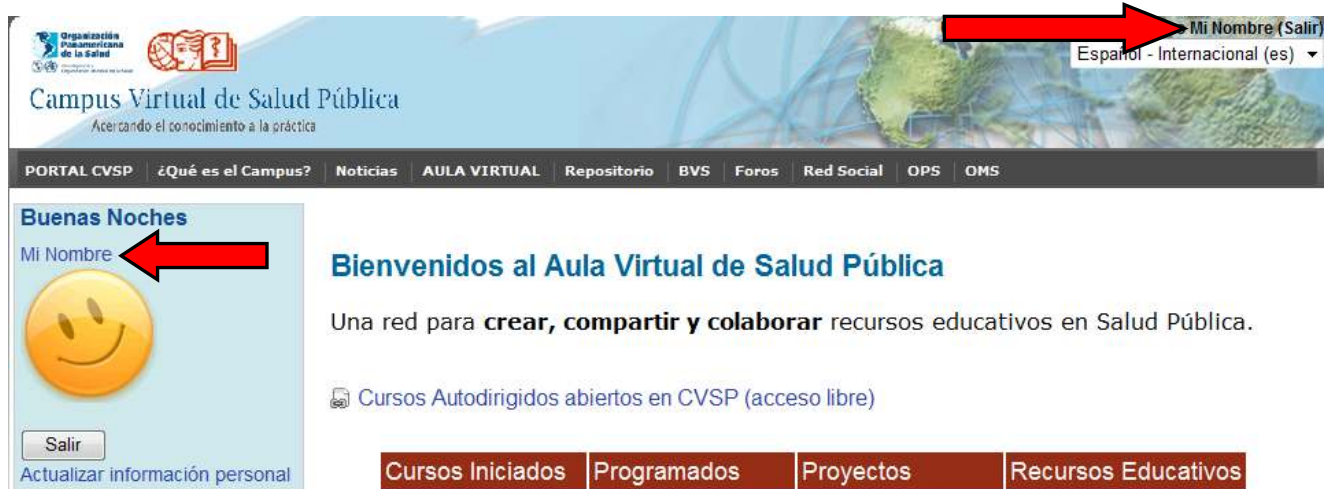 Organización
Panamericana
de la Salud
Mi Nombre (Salir)
Español - Internacional (es)
Campus Virtual de Salud Pública
Acercando el conocimiento a la práctica
PORTAL CVSP ¿Qué es el Campus? Noticias AULA VIRTUAL Repositorio BVS Foros Red Social OPS OMS
Buenas Noches
Mi Nombre
Salir
Actualizar información personal
Bienvenidos al Aula Virtual de Salud Pública
Una red para crear, compartir y colaborar recursos educativos en Salud Pública.
Cursos Autodirigidos abiertos en CVSP (acceso libre)
Cursos Iniciados Programados Proyectos Recursos Educativos